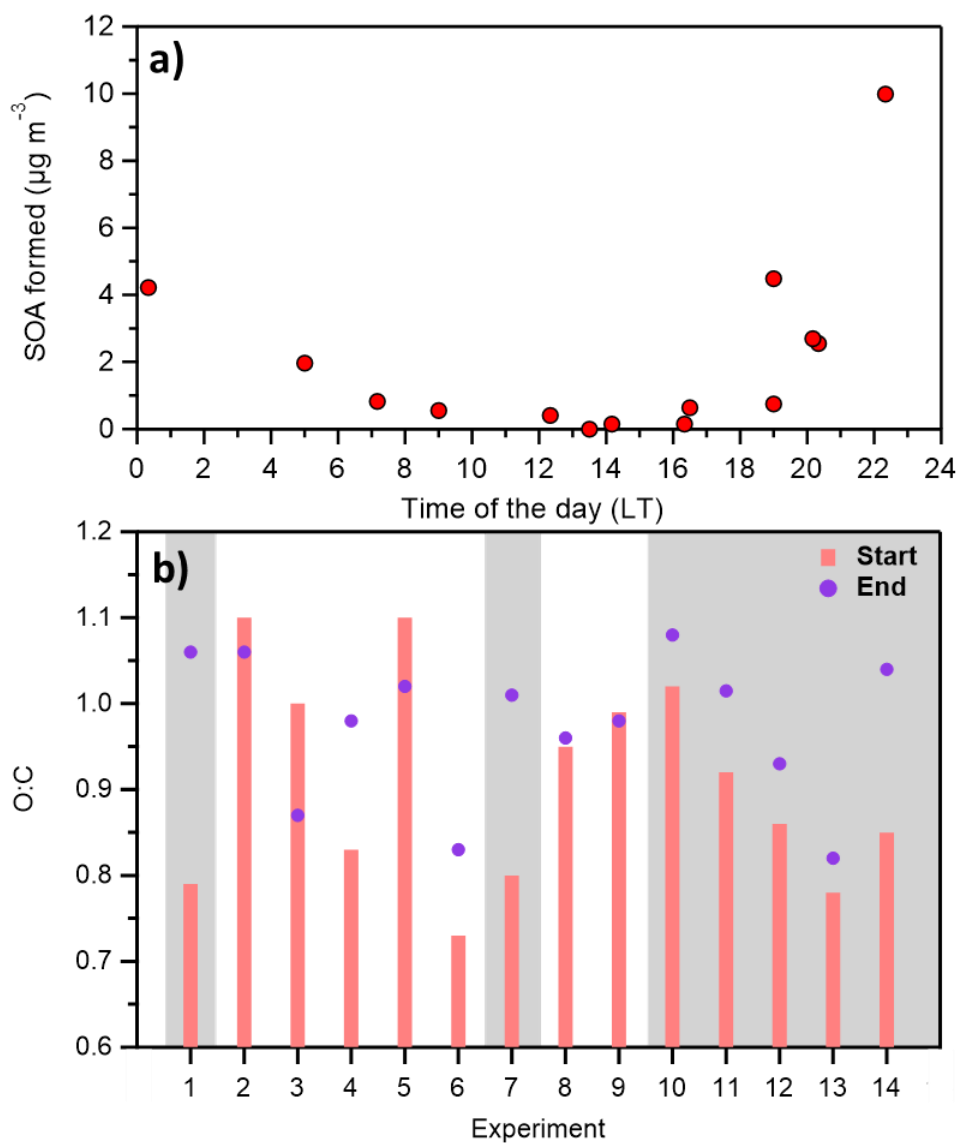 a)
12
10
8
6
4
2
0
SOA formed (µg m⁻³)
0 2 4 6 8 10 12 14 16 18 20 22 24
Time of the day (LT)
b)
Start
End
1.2
1.1
1.0
0.9
0.8
0.7
0.6
O:C
1 2 3 4 5 6 7 8 9 10 11 12 13 14
Experiment